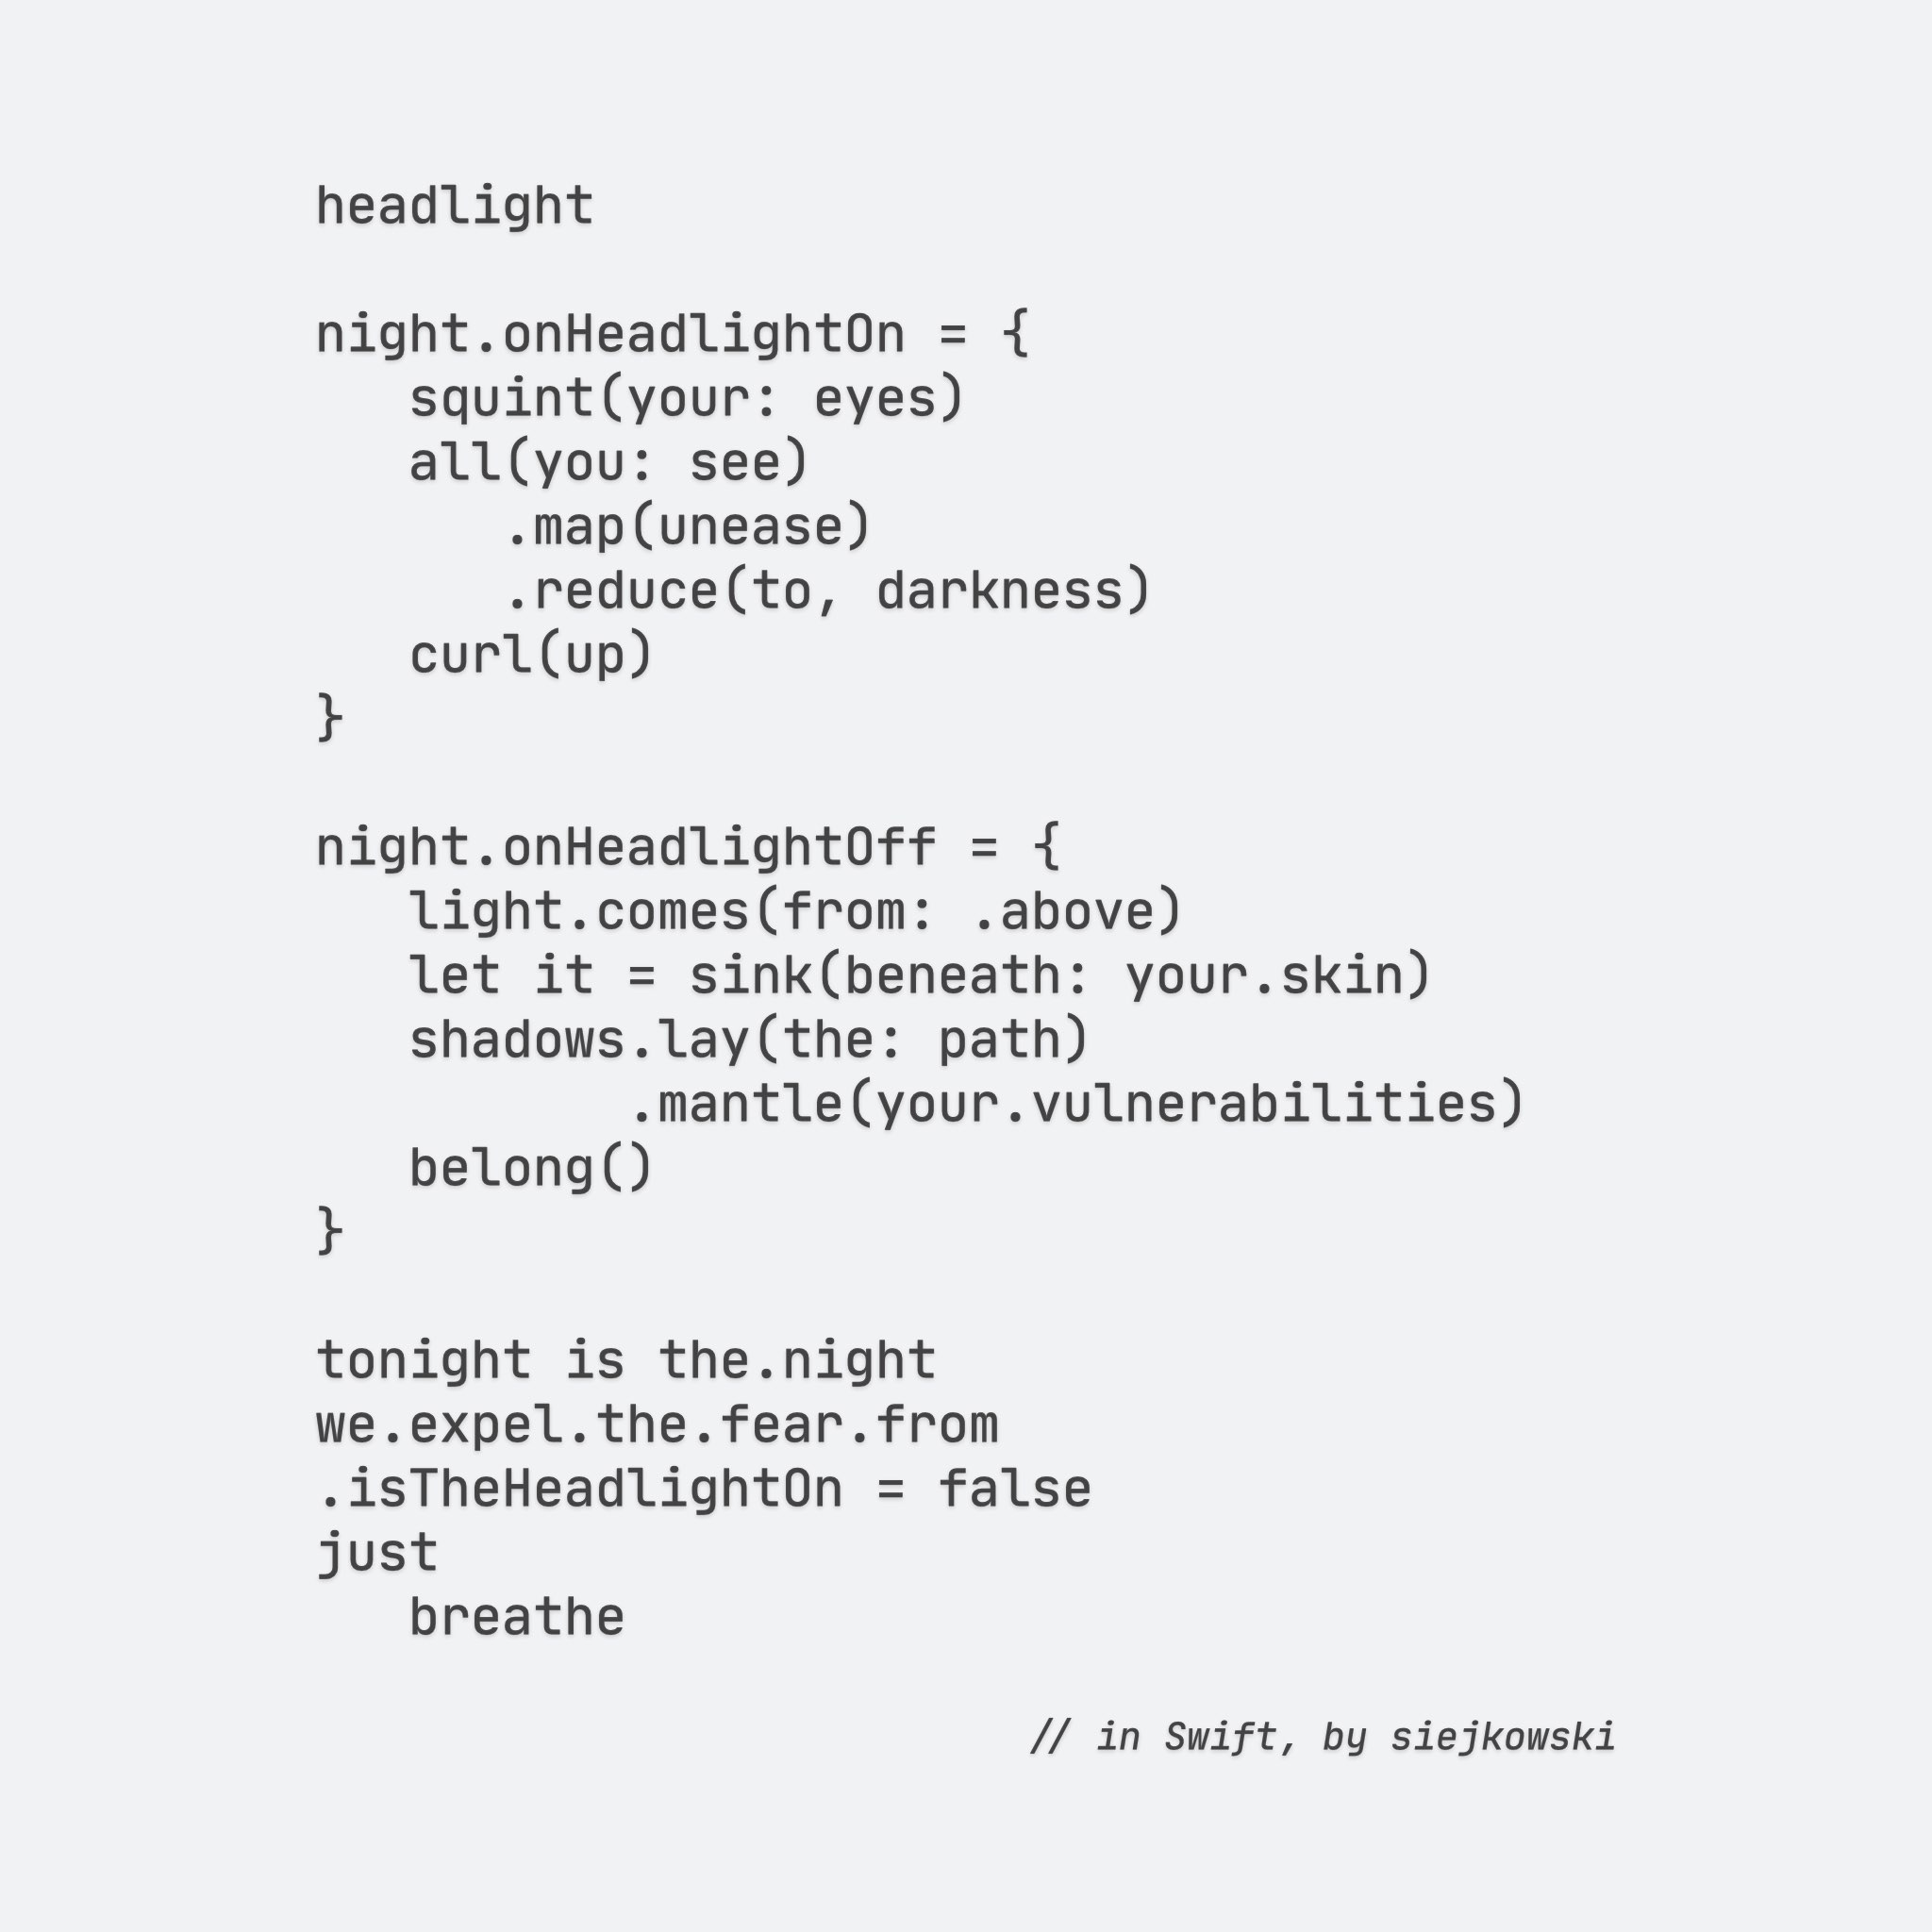 headlight

night.onHeadlightOn = {
   squint(your: eyes)
   all(you: see)
      .map(unease)
      .reduce(to, darkness)
   curl(up)
}

night.onHeadlightOff = {
   light.comes(from: .above)
   let it = sink(beneath: your.skin)
   shadows.lay(the: path)
          .mantle(your.vulnerabilities)
   belong()
}

tonight is the.night
we.expel.the.fear.from
.isTheHeadlightOn = false
just
   breathe

// in Swift, by siejkowski